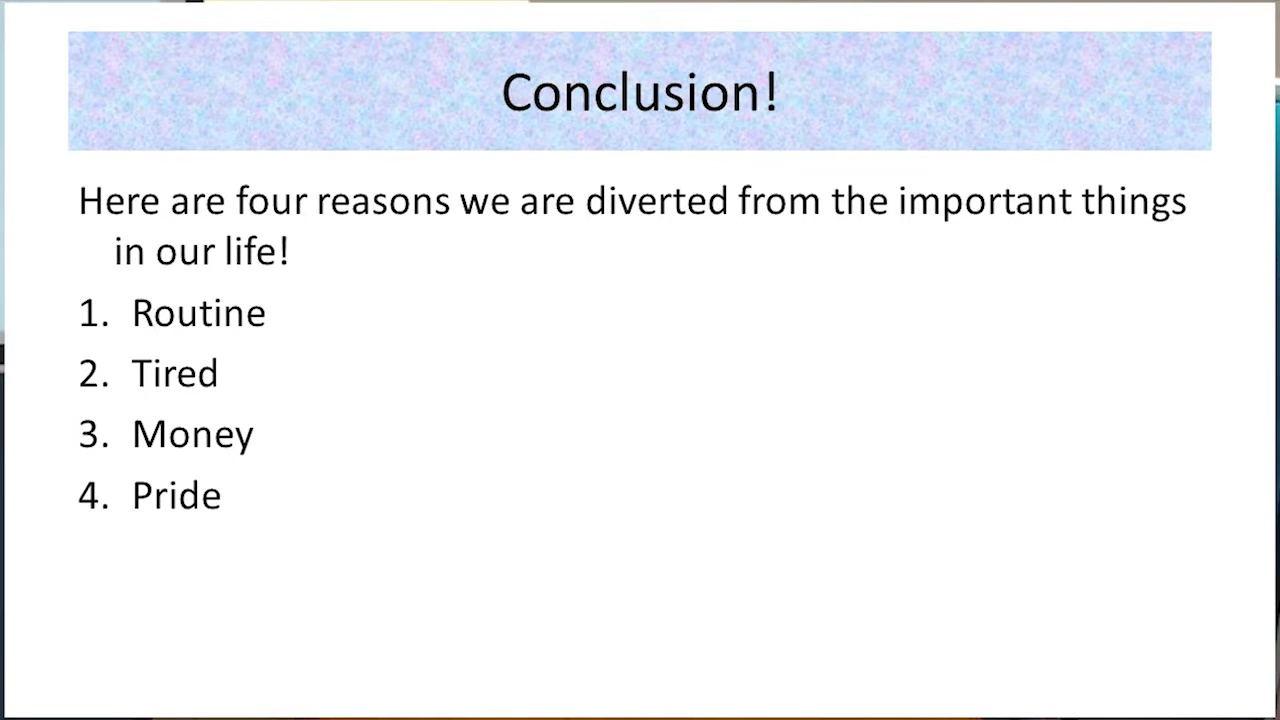 Conclusion!
Here are four reasons we are diverted from the important things
in our life!
1. Routine
2. Tired
3. Money
4. Pride